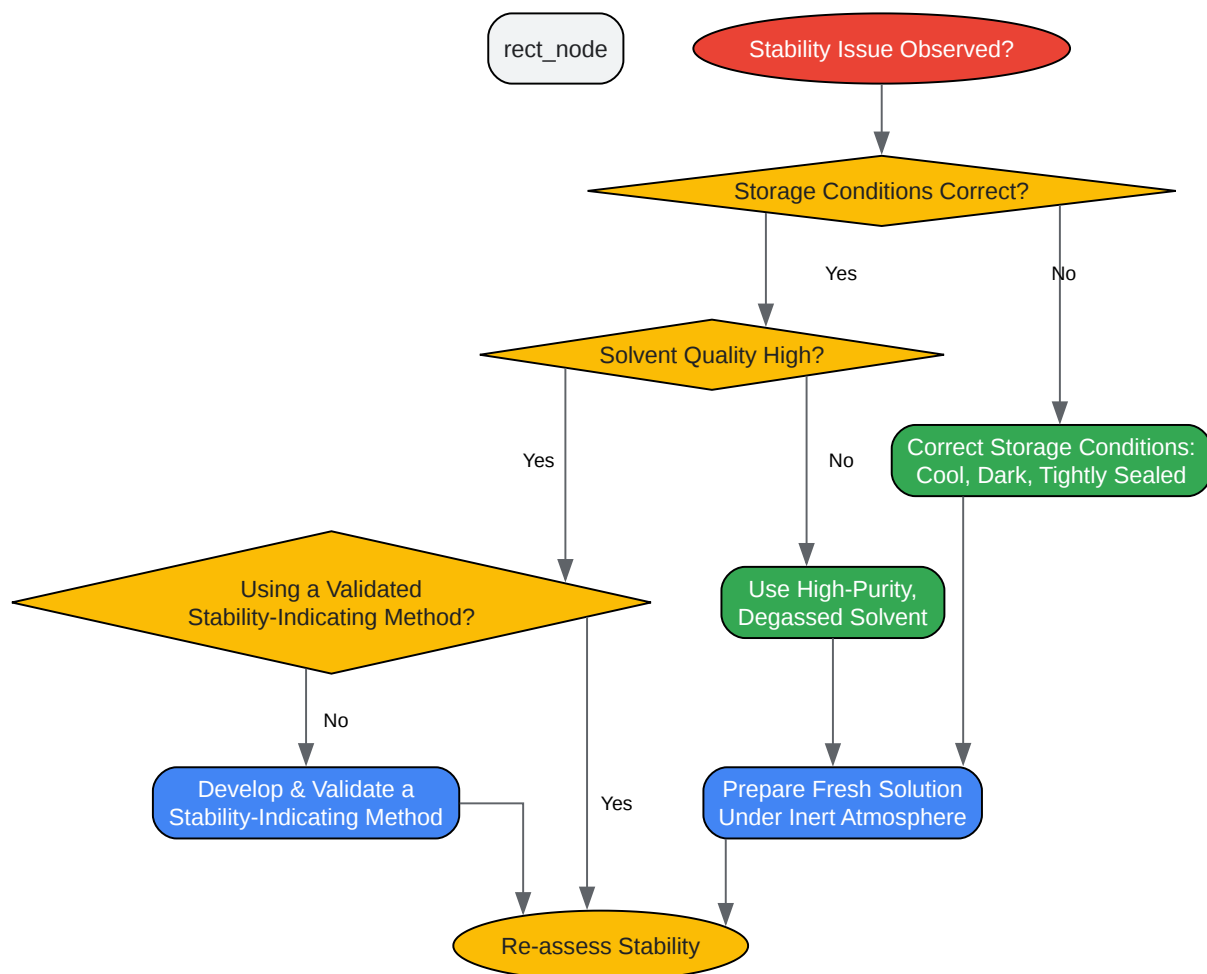 rect_node
Stability Issue Observed?
Storage Conditions Correct?
Yes
No
Solvent Quality High?
Yes
No
Correct Storage Conditions:
Cool, Dark, Tightly Sealed
Using a Validated
Stability-Indicating Method?
Use High-Purity,
Degassed Solvent
No
Develop & Validate a
Stability-Indicating Method
Yes
Prepare Fresh Solution
Under Inert Atmosphere
Re-assess Stability